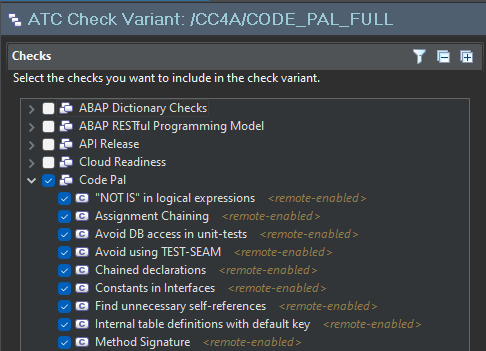 ATC Check Variant: /CC4A/CODE_PAL_FULL
Checks
Select the checks you want to include in the check variant.
ABAP Dictionary Checks
ABAP RESTful Programming Model
API Release
Cloud Readiness
Code Pal
"NOT IS" in logical expressions <remote-enabled>
Assignment Chaining <remote-enabled>
Avoid DB access in unit-tests <remote-enabled>
Avoid using TEST-SEAM <remote-enabled>
Chained declarations <remote-enabled>
Constants in Interfaces <remote-enabled>
Find unnecessary self-references <remote-enabled>
Internal table definitions with default key <remote-enabled>
Method Signature <remote-enabled>